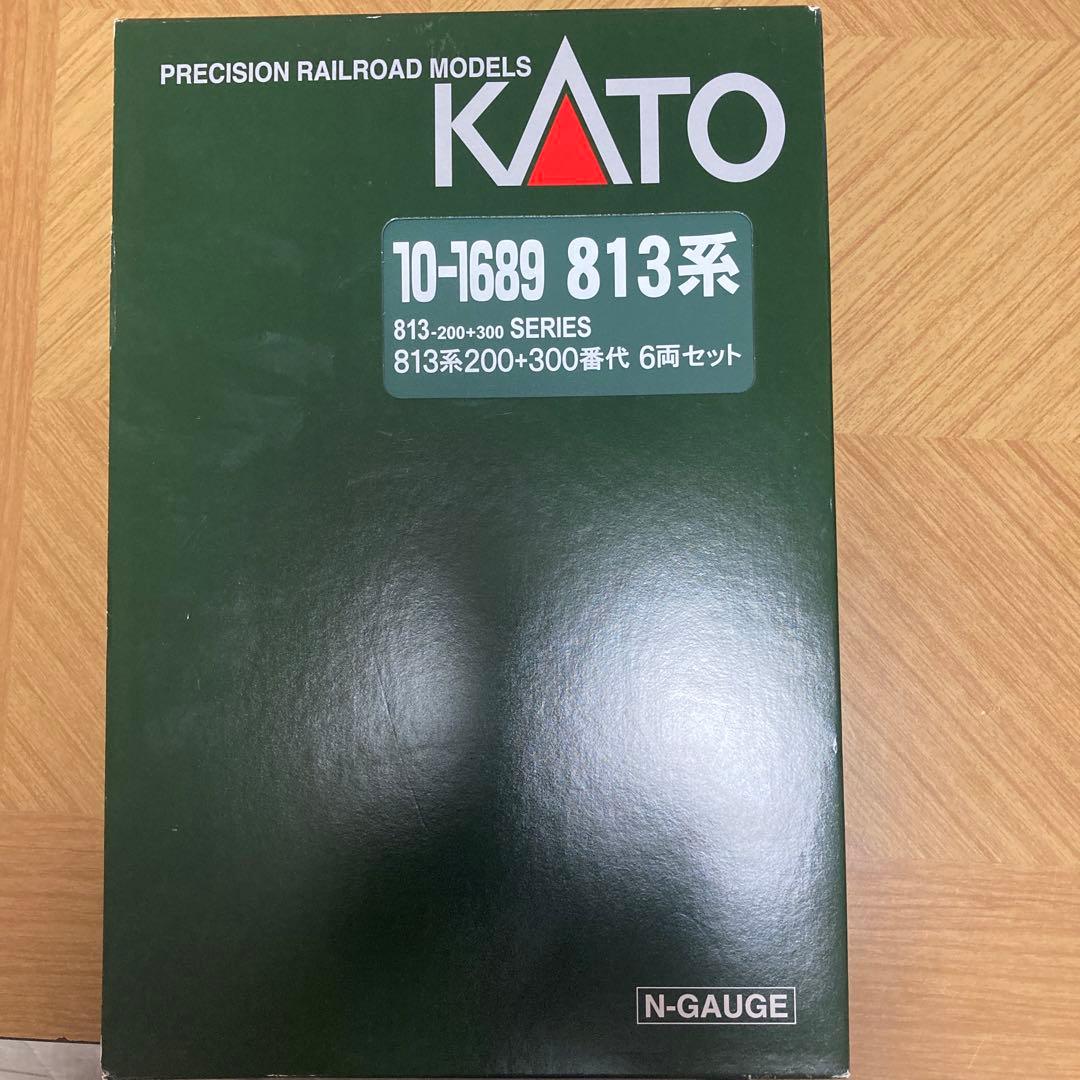 PRECISION RAILROAD MODELS
KATO
10-1689 813系
813-200+300 SERIES
813系200+300番代 6両セット
N-GAUGE